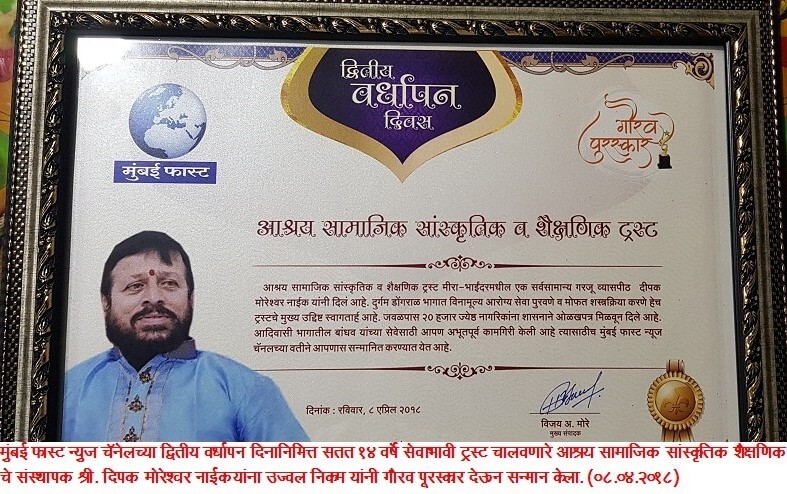 द्वितीय
वर्धापन
दिवस
मुंबई फास्ट
गौरव
पुरस्कार
आश्रय सामाजिक सांस्कृतिक व शैक्षणिक ट्रस्ट
आश्रय सामाजिक सांस्कृतिक व शैक्षणिक ट्रस्ट मीरा-भाईंदरमधील एक सर्वसामान्य गरजू व्यासपीठ दीपक
मोरेश्वर नाईक यांनी दिलं आहे. दुर्गम डोंगराळ भागात विनामूल्य आरोग्य सेवा पुरवणे व मोफत शस्त्रक्रिया करणे हेच
ट्रस्टचे मुख्य उद्दिष्ट स्वागतार्ह आहे. जवळपास २० हजार ज्येष्ठ नागरिकांना शासनाने ओळखपत्र मिळवून दिले आहे.
आदिवासी भागातील बांधव यांच्या सेवेसाठी आपण अभूतपूर्व कामगिरी केली आहे त्यासाठीच मुंबई फास्ट न्यूज
चॅनलच्या वतीने आपणास सन्मानित करण्यात येत आहे.
दिनांक : रविवार, ८ एप्रिल २०१८
विजय अ. मोरे
मुख्य संपादक
मुंबई फास्ट न्युज चॅनेलच्या द्वितीय वर्धापन दिनानिमित्त सतत १४ वर्षे सेवाभावी ट्रस्ट चालवणारे आश्रय सामाजिक सांस्कृतिक शैक्षणिक
चे संस्थापक श्री. दिपक मोरेश्वर नाईकयांना उज्वल निकम यांनी गौरव पूरस्कार देऊन सन्मान केला. (०८.०४.२०१८)